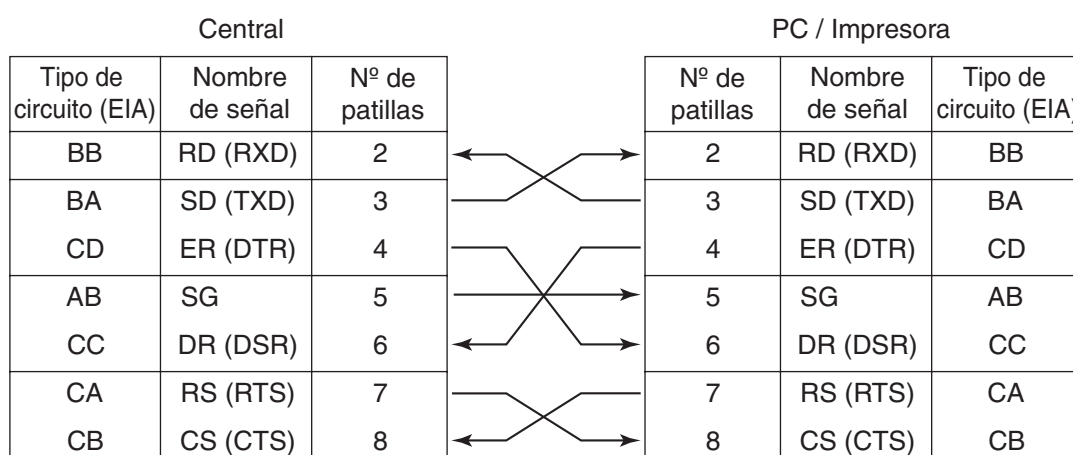 Central
PC / Impresora
Tipo de circuito (EIA) Nombre de señal Nº de patillas Nº de patillas Nombre de señal Tipo de circuito (EIA)
BB RD (RXD) 2 2 RD (RXD) BB
BA SD (TXD) 3 3 SD (TXD) BA
CD ER (DTR) 4 4 ER (DTR) CD
AB SG 5 5 SG AB
CC DR (DSR) 6 6 DR (DSR) CC
CA RS (RTS) 7 7 RS (RTS) CA
CB CS (CTS) 8 8 CS (CTS) CB